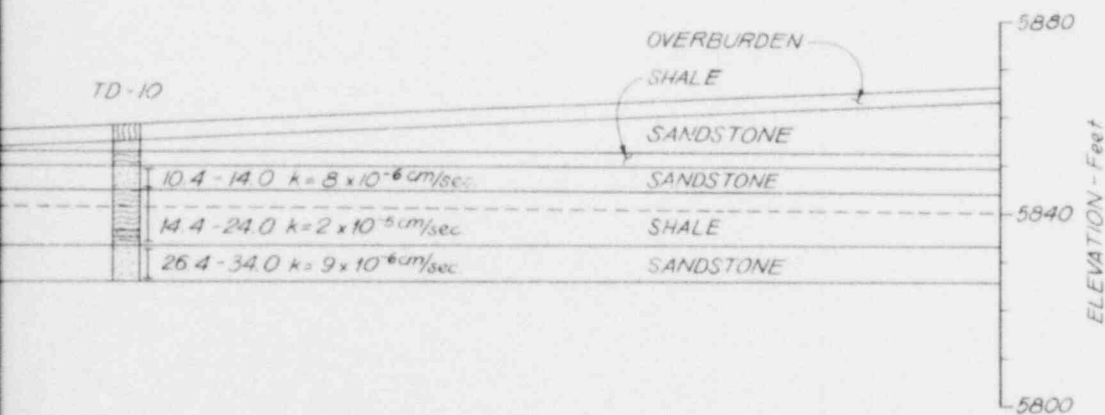 5880
OVERBURDEN
SHALE
TD-10
SANDSTONE
10.4-14.0 k=8 x 10⁻⁶ cm/sec. SANDSTONE
5840
14.4-24.0 k=2 x 10⁻⁵ cm/sec SHALE
26.4-34.0 k=9 x 10⁻⁶ cm/sec. SANDSTONE
5800
ELEVATION-Feet